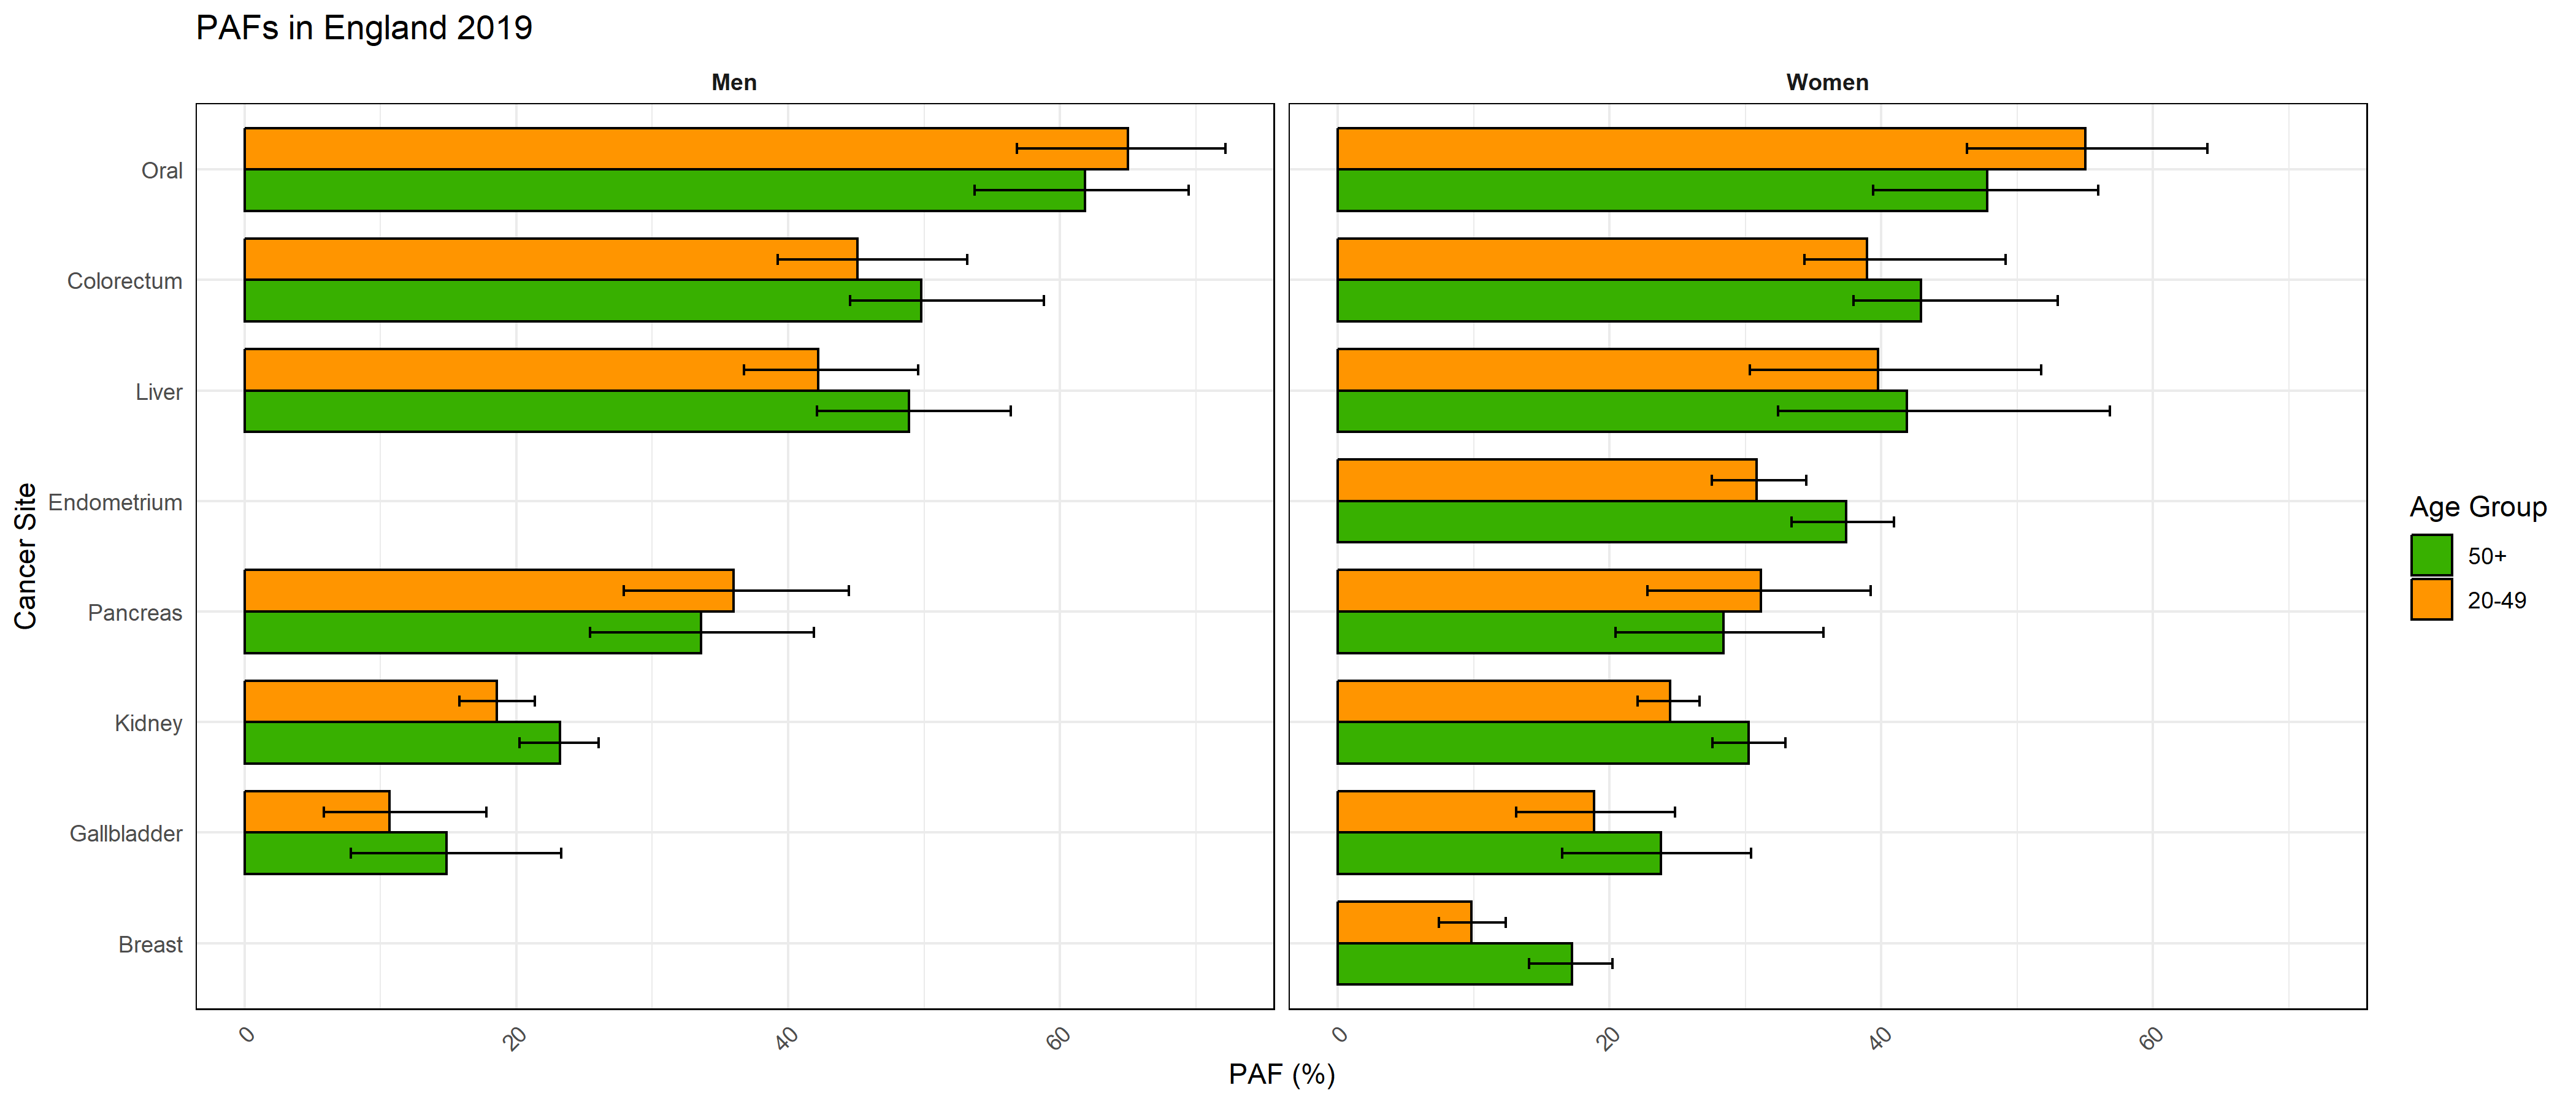 PAFs in England 2019
Men
Women
Cancer Site
Oral
Colorectum
Liver
Endometrium
Pancreas
Kidney
Gallbladder
Breast
0
20
40
60
0
20
40
60
PAF (%)
Age Group
50+
20-49